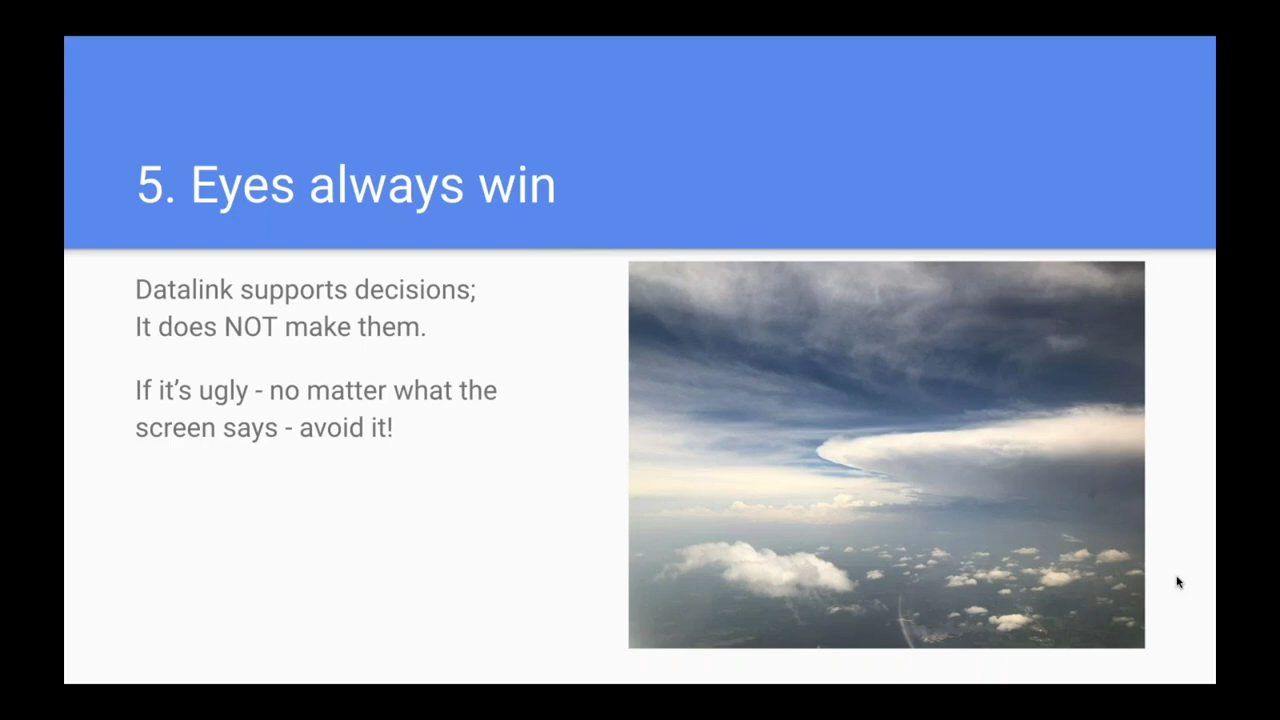 5. Eyes always win
Datalink supports decisions;
It does NOT make them.
If it’s ugly - no matter what the
screen says - avoid it!